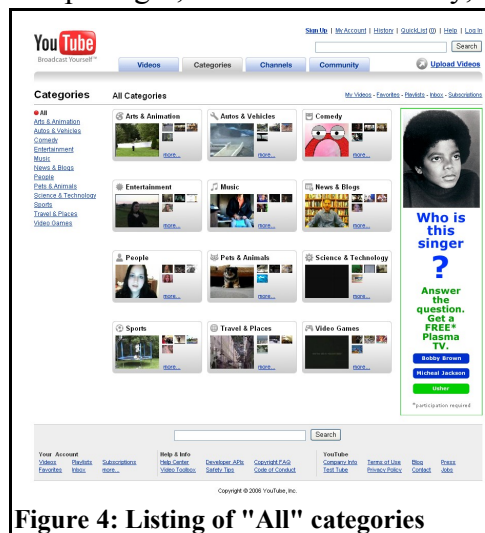 Sign Up | My Account | History | QuickList (0) | Help | Log In
You Tube
Broadcast Yourself™
Search
Videos
Categories
Channels
Community
Upload Videos
Categories
All Categories
My Videos - Favorites - Playlists - Inbox - Subscriptions
All
Arts & Animation
Autos & Vehicles
Comedy
Entertainment
Music
News & Blogs
People
Pets & Animals
Science & Technology
Sports
Travel & Places
Video Games
Arts & Animation
more...
Autos & Vehicles
more...
Comedy
more...
Entertainment
more...
Music
more...
News & Blogs
more...
People
more...
Pets & Animals
more...
Science & Technology
more...
Sports
more...
Travel & Places
more...
Video Games
more...
Who is
this
singer
?
Answer
the
question.
Get a
FREE*
Plasma
TV.
Bobby Brown
Micheal Jackson
Usher
*participation required
Search
Your Account
Videos Playlists Subscriptions
Favorites Inbox more...
Help & Info
Help Center Developer APIs Copyright FAQ
Video Toolbox Safety Tips Code of Conduct
YouTube
Company Info Terms of Use Blog Press
Test Tube Privacy Policy Contact Jobs
Copyright © 2006 YouTube, Inc.
Figure 4: Listing of "All" categories